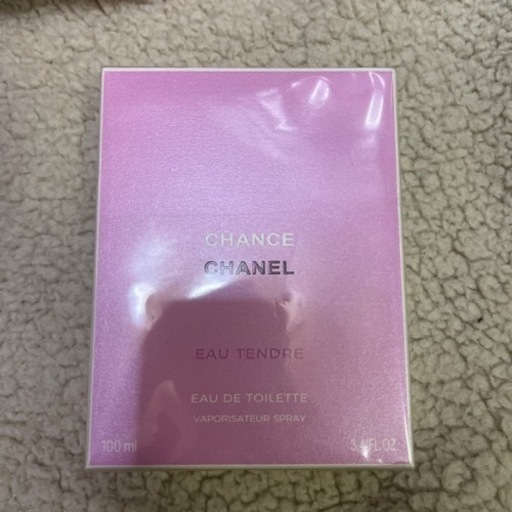 CHANCE
CHANEL
EAU TENDRE
EAU DE TOILETTE
VAPORISATEUR SPRAY
100 ml 3.4 FL.OZ